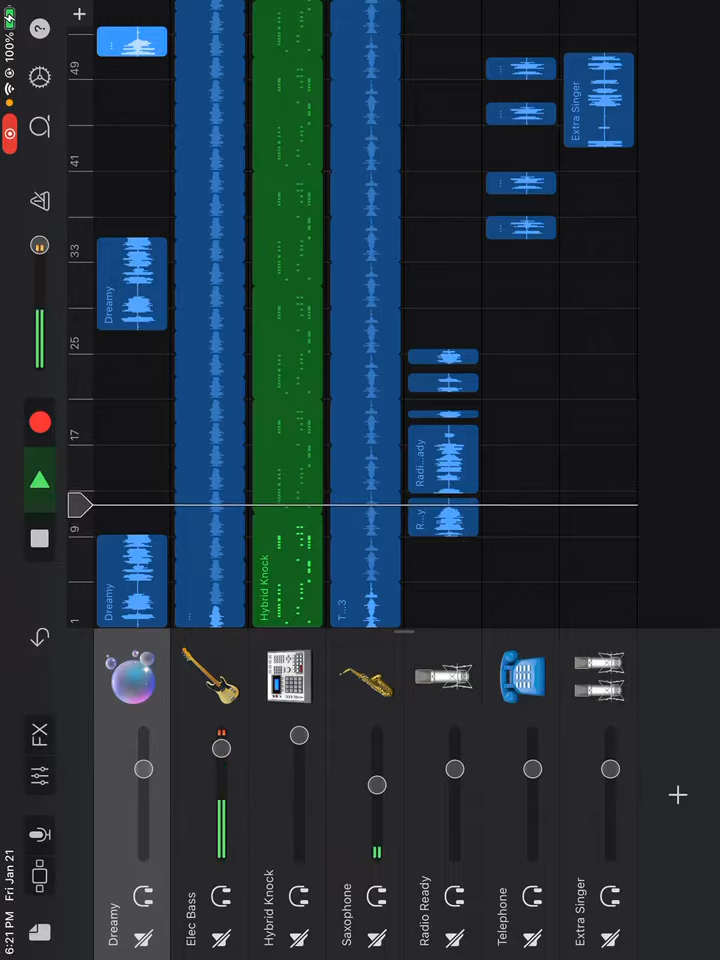 6:21 PM Fri Jan 21
100%
FX
?
1 9 17 25 33 41 49
+
Dreamy
Dreamy
Dreamy
...
Elec Bass
...
Hybrid Knock
Hybrid Knock
Saxophone
T...3
Radio Ready
R...y
Radi...ady
Telephone
...
...
...
...
Extra Singer
Extra Singer
+